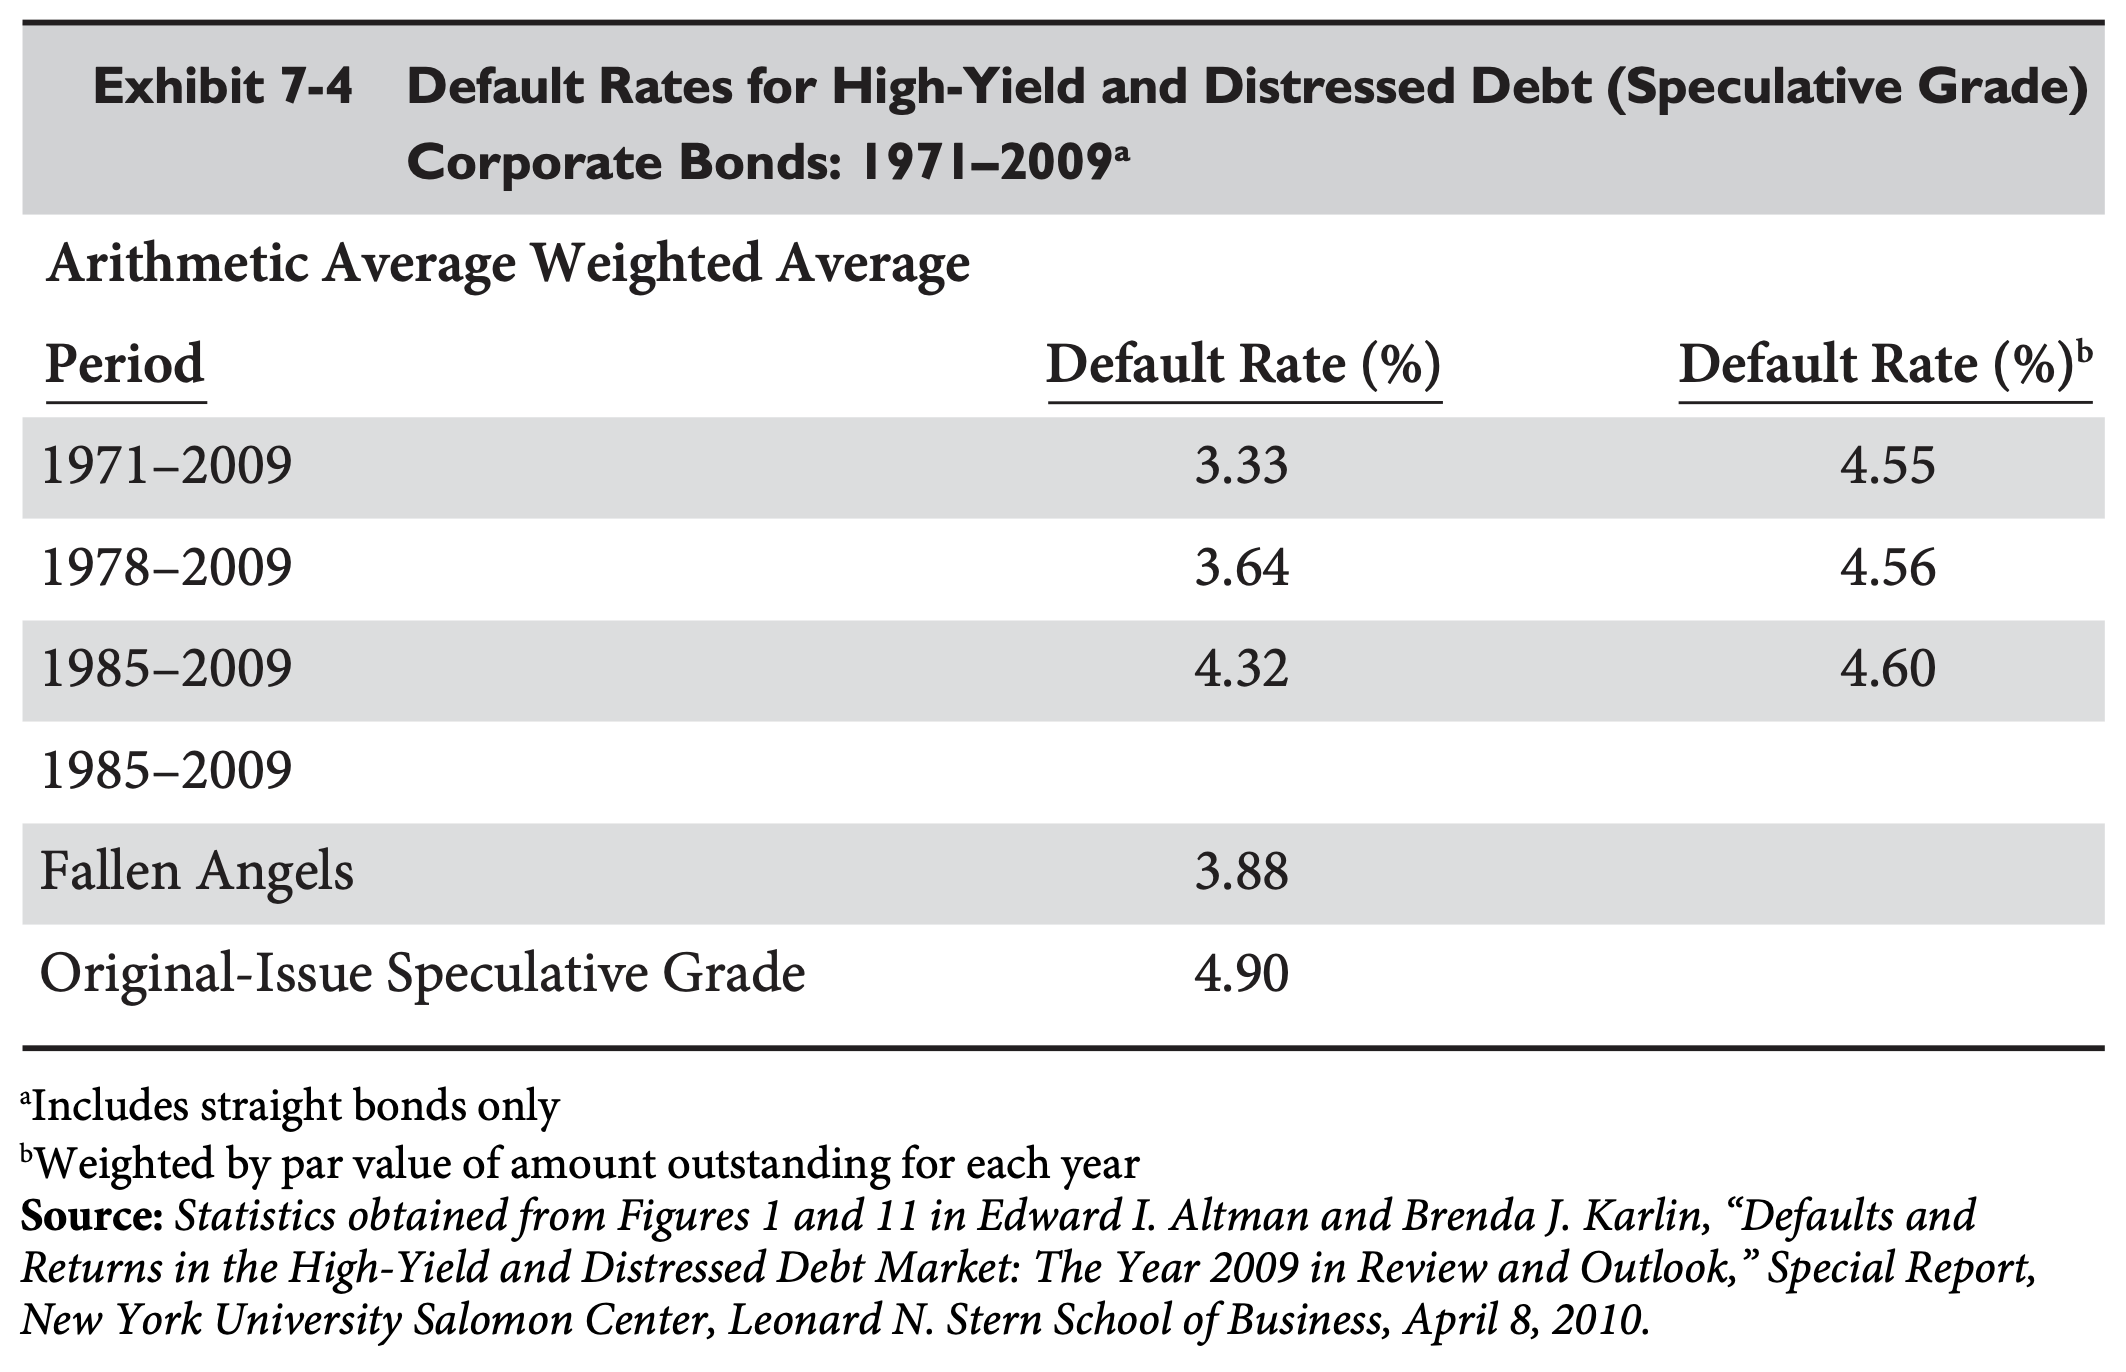 Exhibit 7-4 Default Rates for High-Yield and Distressed Debt (Speculative Grade)
Corporate Bonds: 1971–2009a
Arithmetic Average Weighted Average
Period Default Rate (%) Default Rate (%)b
1971–2009 3.33 4.55
1978–2009 3.64 4.56
1985–2009 4.32 4.60
1985–2009
Fallen Angels 3.88
Original-Issue Speculative Grade 4.90
aIncludes straight bonds only
bWeighted by par value of amount outstanding for each year
Source: Statistics obtained from Figures 1 and 11 in Edward I. Altman and Brenda J. Karlin, “Defaults and
Returns in the High-Yield and Distressed Debt Market: The Year 2009 in Review and Outlook,” Special Report,
New York University Salomon Center, Leonard N. Stern School of Business, April 8, 2010.